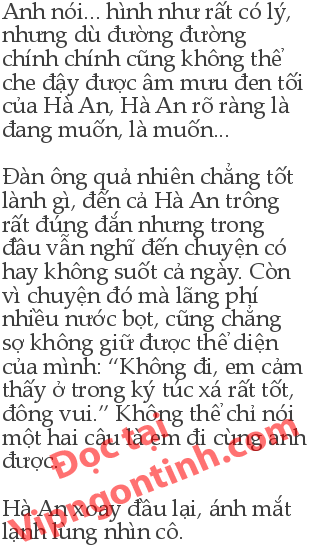 Anh nói... hình như rất có lý,
nhưng dù đường đường
chính chính cũng không thể
che đậy được âm mưu đen tối
của Hà An, Hà An rõ ràng là
đang muốn, là muốn...
Đàn ông quả nhiên chẳng tốt
lành gì, đến cả Hà An trông
rất đúng đắn nhưng trong
đầu vẫn nghĩ đến chuyện có
hay không suốt cả ngày. Còn
vì chuyện đó mà lãng phí
nhiều nước bọt, cũng chẳng
sợ không giữ được thể diện
của mình: “Không đi, em cảm
thấy ở trong ký túc xá rất tốt,
đông vui.” Không thể chỉ nói
một hai câu là em đi cùng anh
được.
Đọc tại
Vipngontinh.com
Hà An xoay đầu lại, ánh mắt
lạnh lùng nhìn cô.